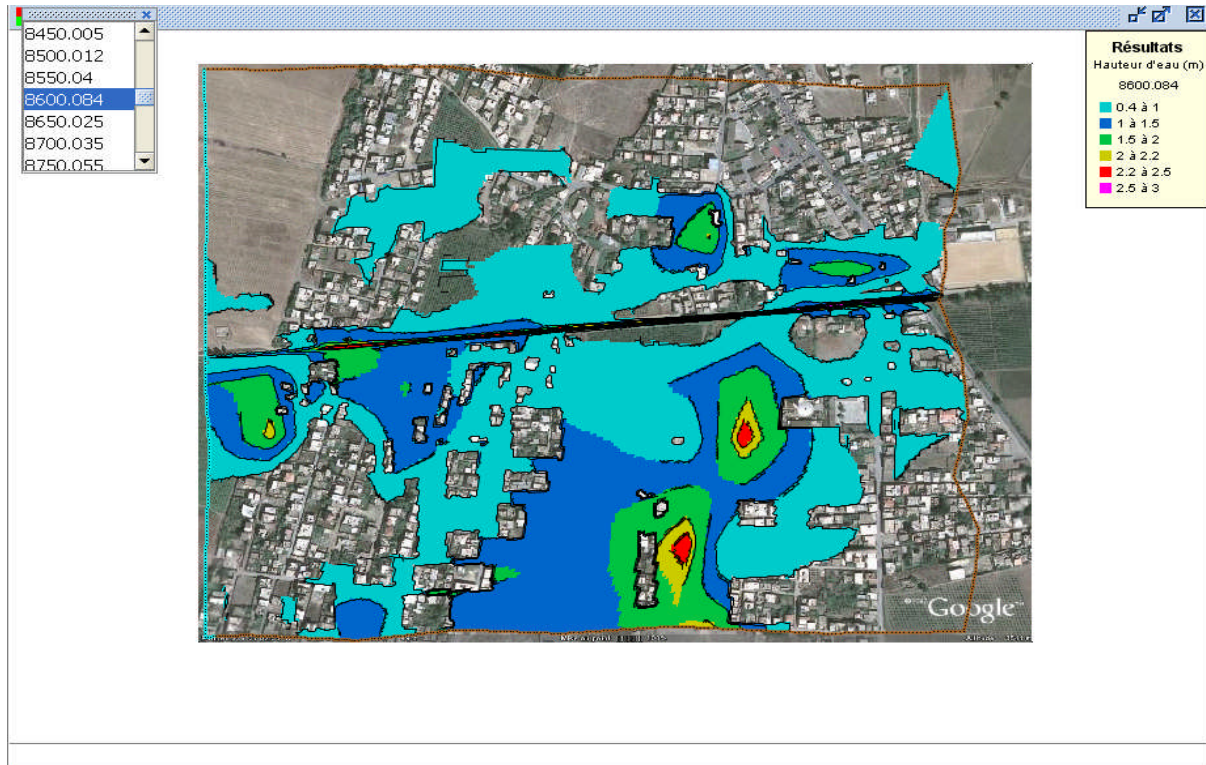 8450.005
8500.012
8550.04
8600.084
8650.025
8700.035
8750.055
Résultats
Hauteur d'eau (m)
8600.084
0.4 à 1
1 à 1.5
1.5 à 2
2 à 2.2
2.2 à 2.5
2.5 à 3
Google